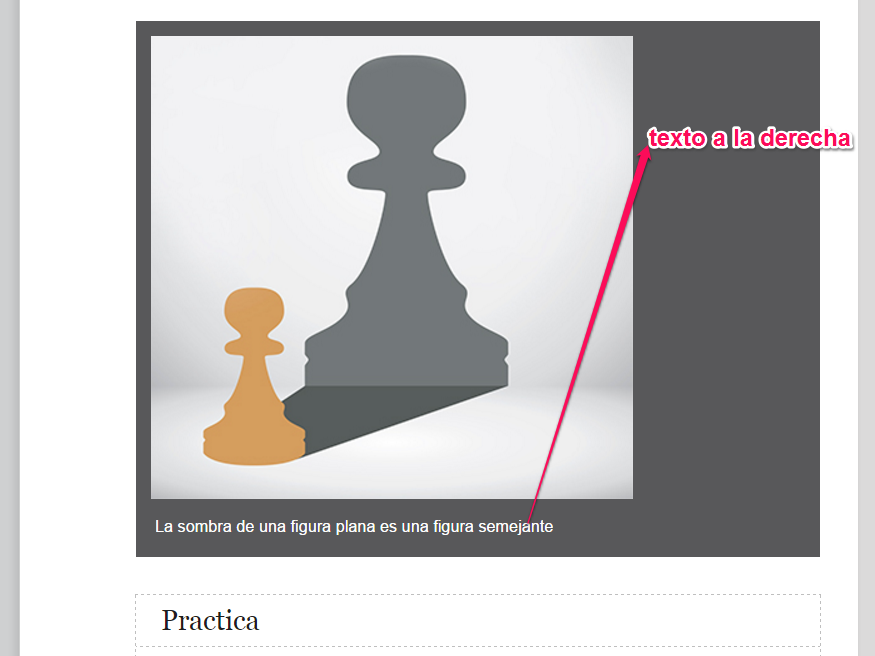 texto a la derecha
La sombra de una figura plana es una figura semejante
Practica